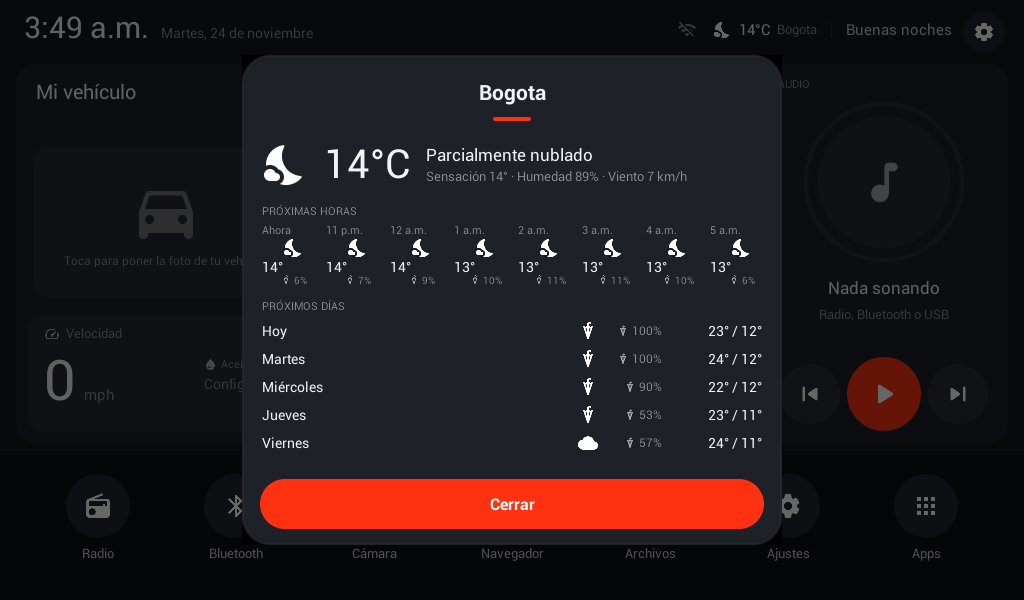 3:49 a.m. Martes, 24 de noviembre
14°C Bogota Buenas noches
Mi vehículo
Toca para poner la foto de tu veh
Velocidad
0 mph
Acei
Config
Bogota
14°C
Parcialmente nublado
Sensación 14° · Humedad 89% · Viento 7 km/h
PRÓXIMAS HORAS
Ahora 11 p.m. 12 a.m. 1 a.m. 2 a.m. 3 a.m. 4 a.m. 5 a.m.
14° 14° 14° 13° 13° 13° 13° 13°
6% 7% 9% 10% 11% 11% 10% 6%
PRÓXIMOS DÍAS
Hoy 100% 23° / 12°
Martes 100% 24° / 12°
Miércoles 90% 22° / 12°
Jueves 53% 23° / 11°
Viernes 57% 24° / 11°
Cerrar
UDIO
Nada sonando
Radio, Bluetooth o USB
Radio Bluetooth Cámara Navegador Archivos Ajustes Apps